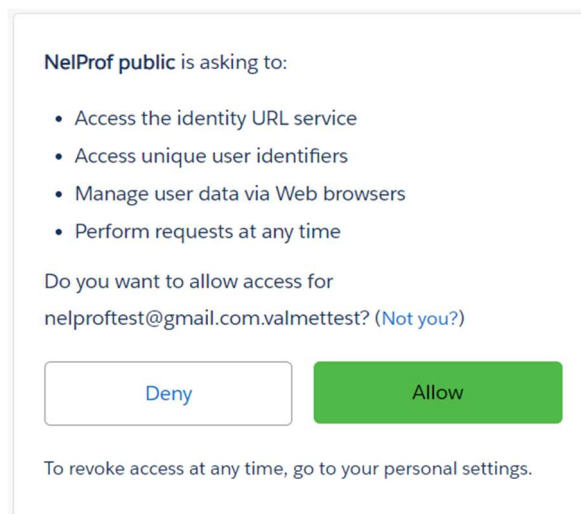 NelProf public is asking to:
• Access the identity URL service
• Access unique user identifiers
• Manage user data via Web browsers
• Perform requests at any time
Do you want to allow access for
nelproftest@gmail.com.valmettest? (Not you?)
Deny
Allow
To revoke access at any time, go to your personal settings.